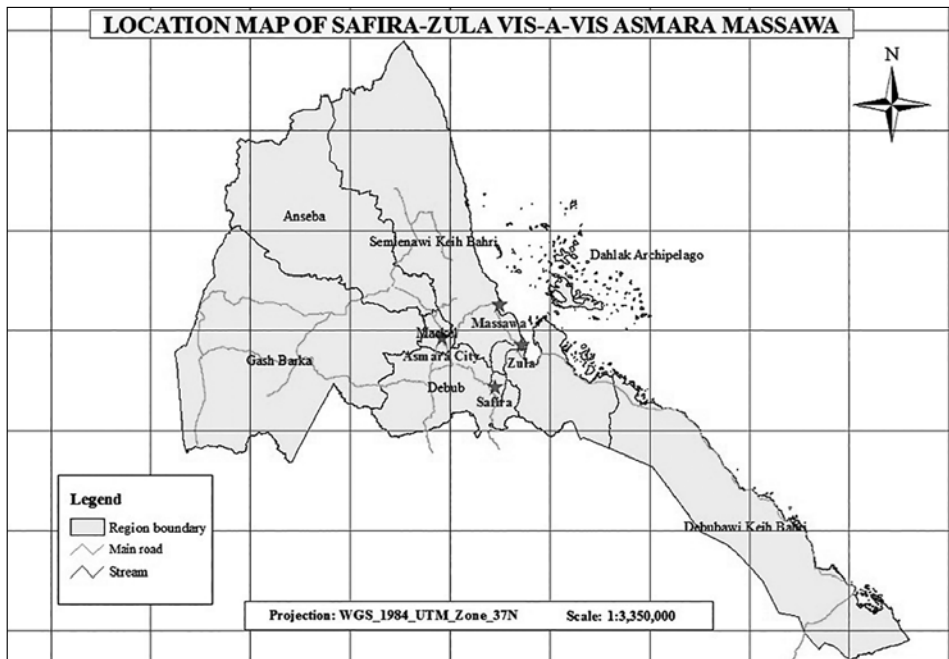 LOCATION MAP OF SAFIRA-ZULA VIS-A-VIS ASMARA MASSAWA
N
Anseba
Semlenawi Keih Bahri
Dahlak Archipelago
Massawa
Maekel
Asmara City
Zula
Gash Barka
Debub
Safira
Debubawi Keih Bahri
Legend
Region boundary
Main road
Stream
Projection: WGS_1984_UTM_Zone_37N Scale: 1:3,350,000